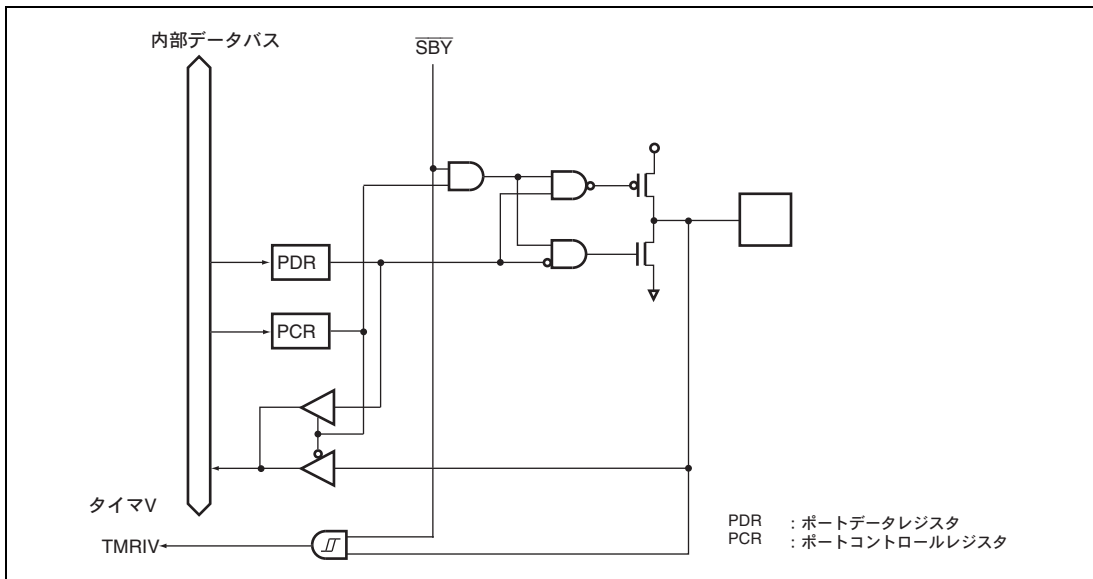 内部データバス
SBY
PDR
PCR
タイマV
TMRIV
PDR : ポートデータレジスタ
PCR : ポートコントロールレジスタ